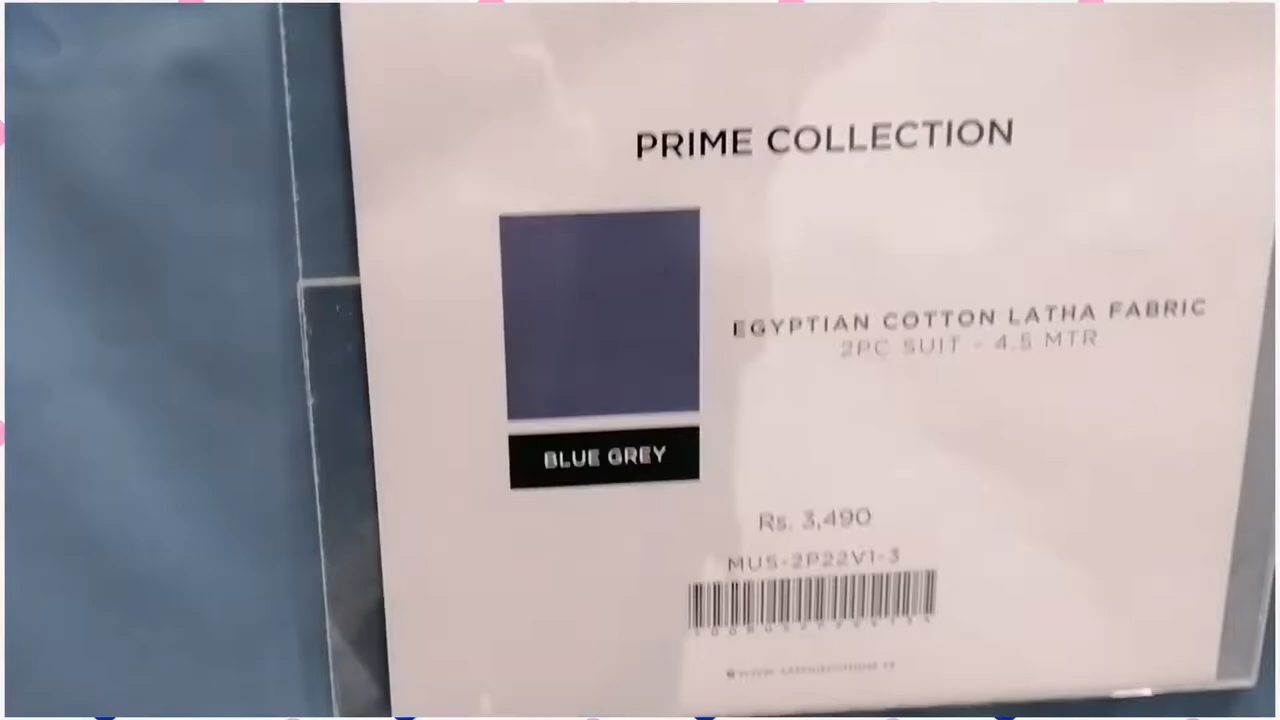 PRIME COLLECTION
EGYPTIAN COTTON LATHA FABRIC
2PC SUIT - 4.5 MTR
BLUE GREY
Rs. 3,490
MUS-2P22V1-3